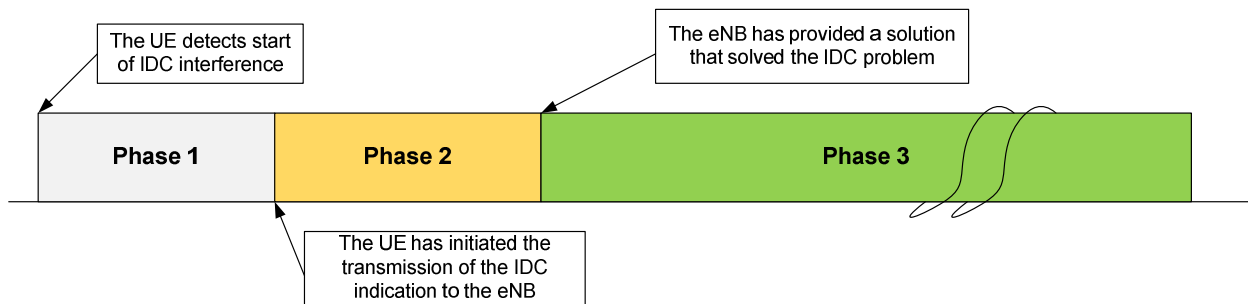 The UE detects start
of IDC interference
The eNB has provided a solution
that solved the IDC problem
Phase 1
Phase 2
Phase 3
The UE has initiated the
transmission of the IDC
indication to the eNB